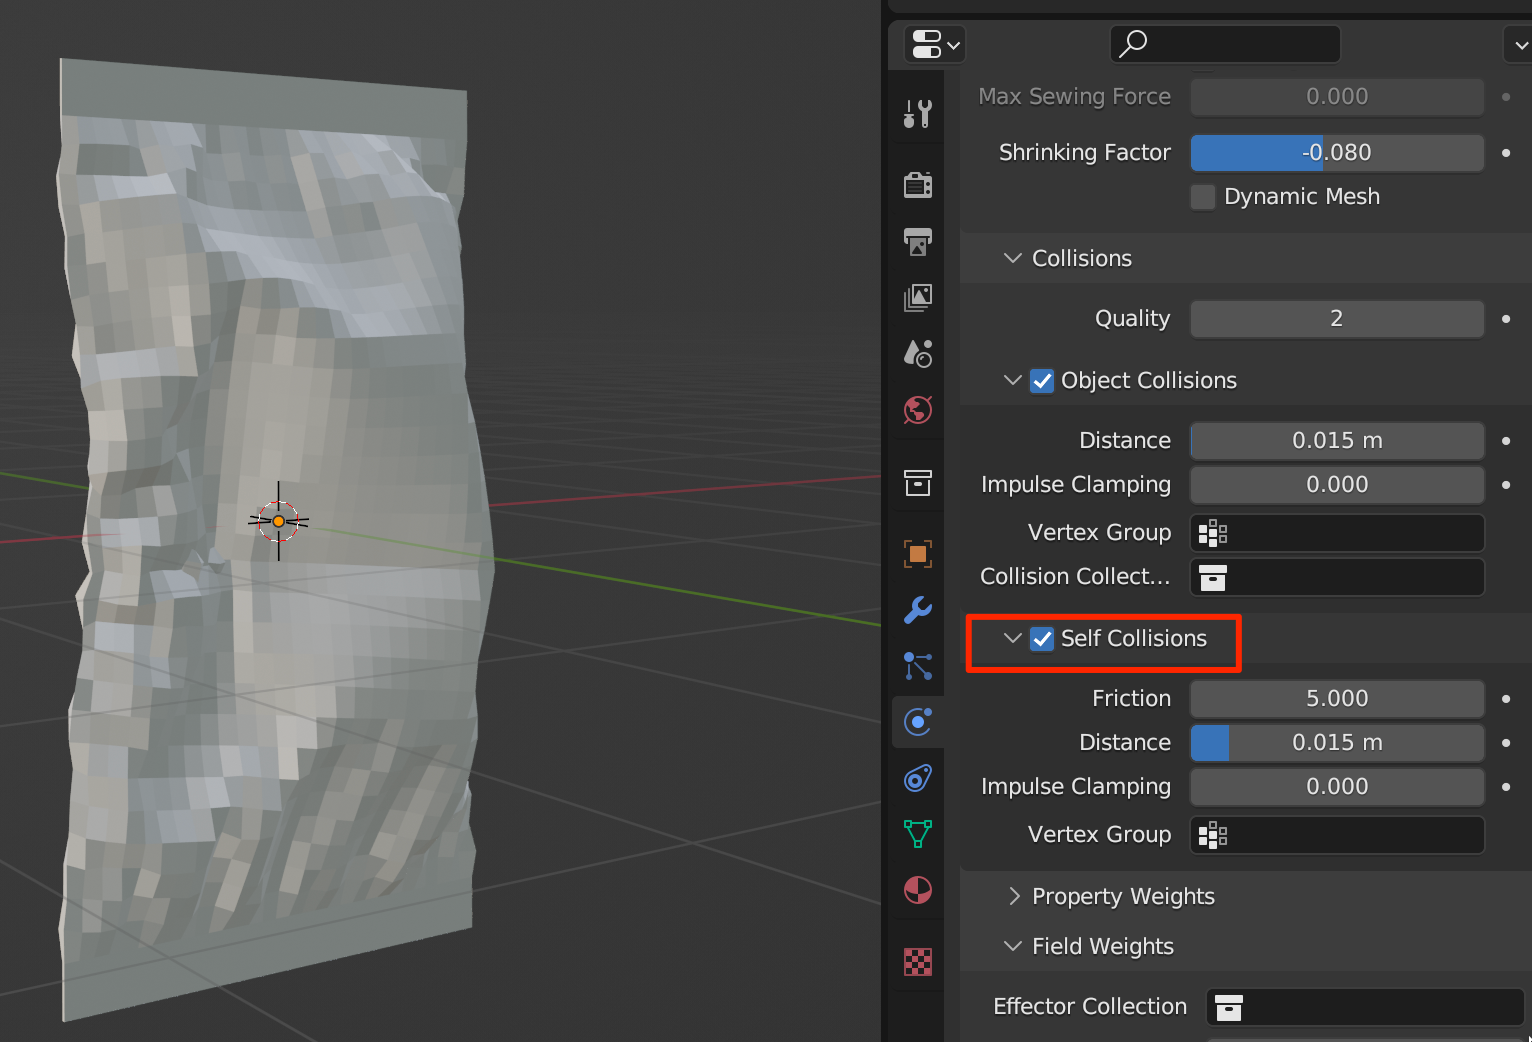 Max Sewing Force 0.000
Shrinking Factor -0.080
Dynamic Mesh
Collisions
Quality 2
Object Collisions
Distance 0.015 m
Impulse Clamping 0.000
Vertex Group
Collision Collect...
Self Collisions
Friction 5.000
Distance 0.015 m
Impulse Clamping 0.000
Vertex Group
Property Weights
Field Weights
Effector Collection